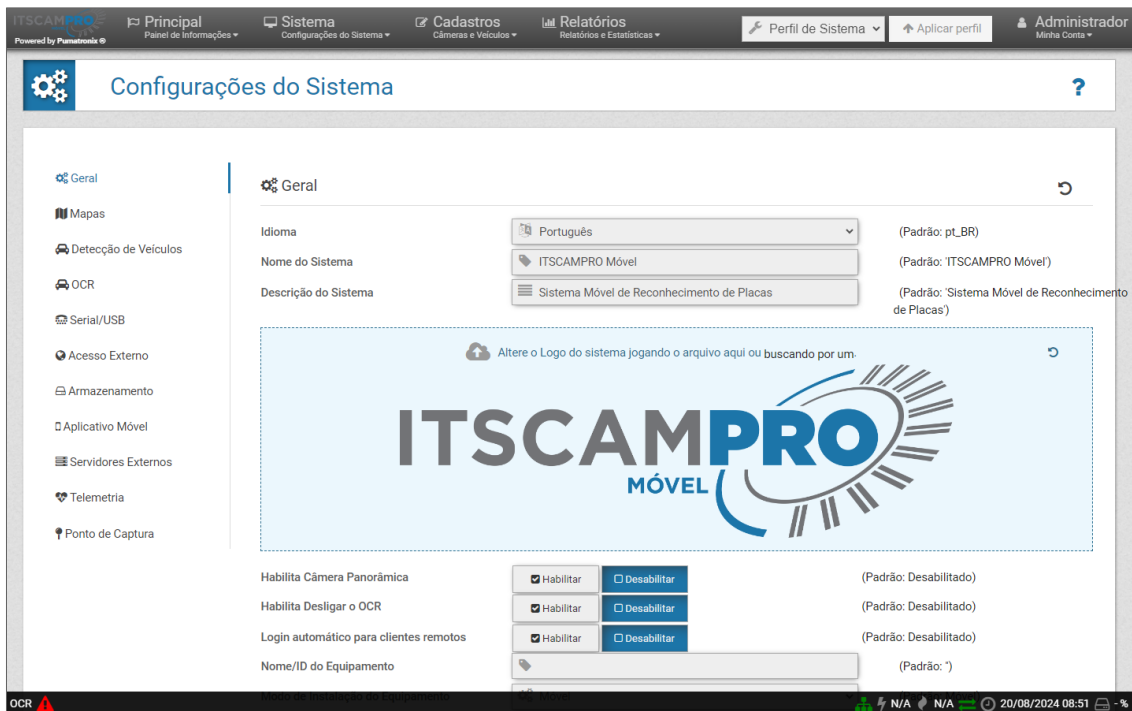 ITSCAMPRO
Powered by Pumatronix ®
Principal
Painel de Informações
Sistema
Configurações do Sistema
Cadastros
Câmeras e Veículos
Relatórios
Relatórios e Estatísticas
Perfil de Sistema
Aplicar perfil
Administrador
Minha Conta
Configurações do Sistema
?
Geral
Mapas
Detecção de Veículos
OCR
Serial/USB
Acesso Externo
Armazenamento
Aplicativo Móvel
Servidores Externos
Telemetria
Ponto de Captura
Geral
Idioma Português (Padrão: pt_BR)
Nome do Sistema ITSCAMPRO Móvel (Padrão: 'ITSCAMPRO Móvel')
Descrição do Sistema Sistema Móvel de Reconhecimento de Placas (Padrão: 'Sistema Móvel de Reconhecimento
de Placas')
Altere o Logo do sistema jogando o arquivo aqui ou buscando por um.
ITSCAMPRO
MÓVEL
Habilita Câmera Panorâmica Habilitar Desabilitar (Padrão: Desabilitado)
Habilita Desligar o OCR Habilitar Desabilitar (Padrão: Desabilitado)
Login automático para clientes remotos Habilitar Desabilitar (Padrão: Desabilitado)
Nome/ID do Equipamento (Padrão: '')
Modo de Instalação do Equipamento Móvel
OCR N/A N/A 20/08/2024 08:51 - %